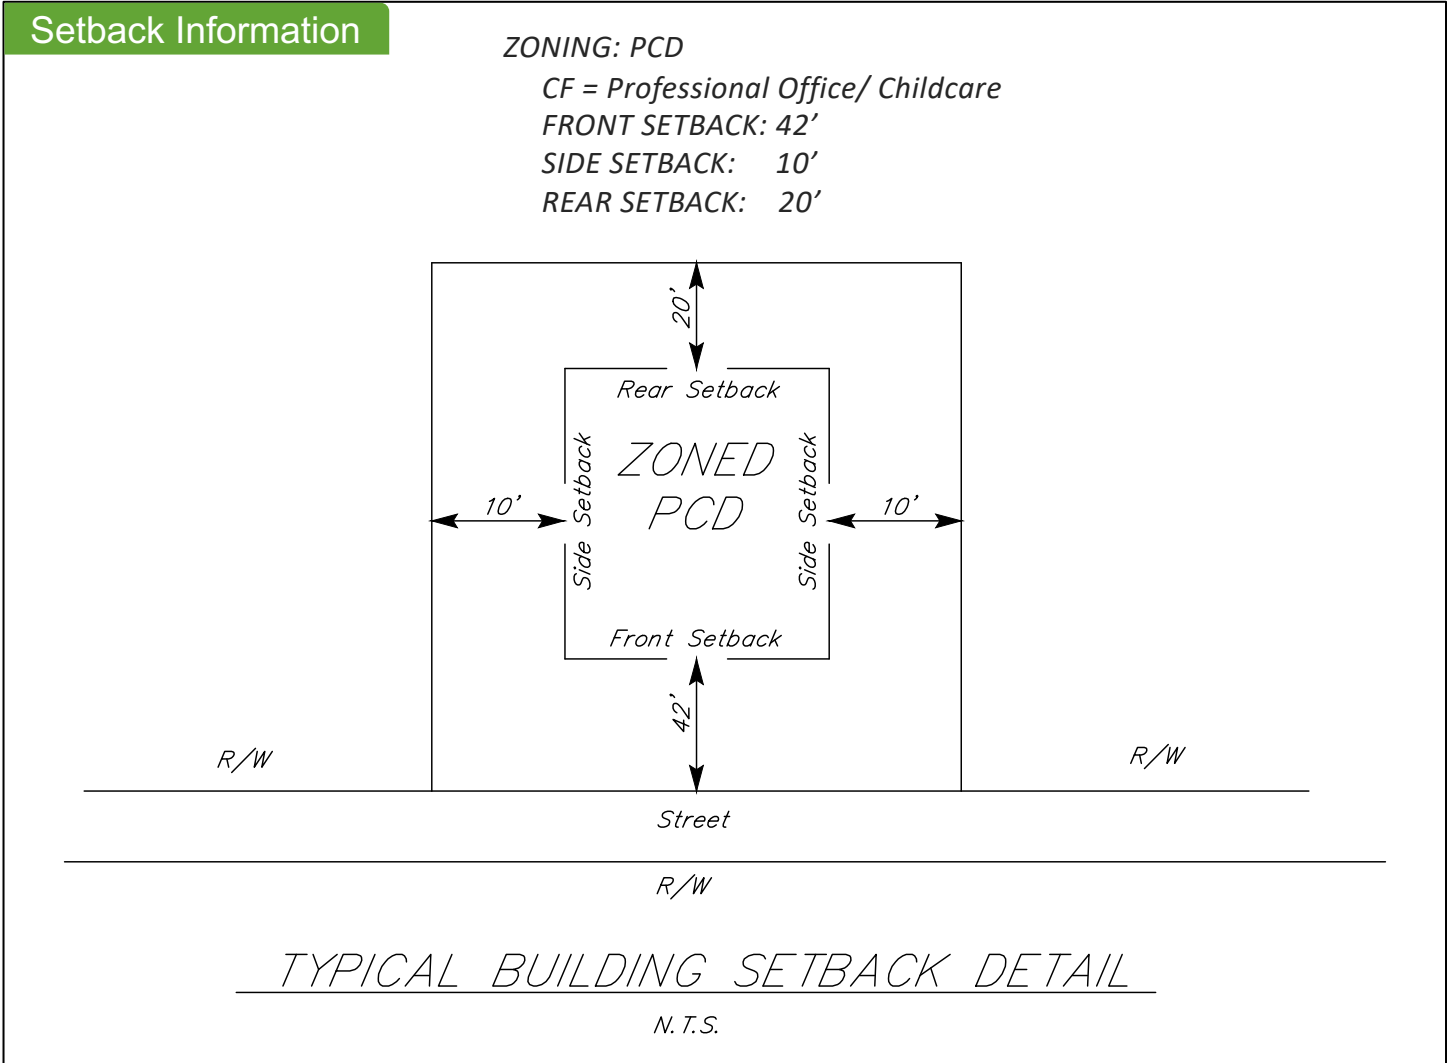 Setback Information
ZONING: PCD
CF = Professional Office/ Childcare
FRONT SETBACK: 42’
SIDE SETBACK: 10’
REAR SETBACK: 20’
20’
Rear Setback
ZONED
PCD
Side Setback
Side Setback
10’
10’
Front Setback
42’
R/W
R/W
Street
R/W
TYPICAL BUILDING SETBACK DETAIL
N.T.S.